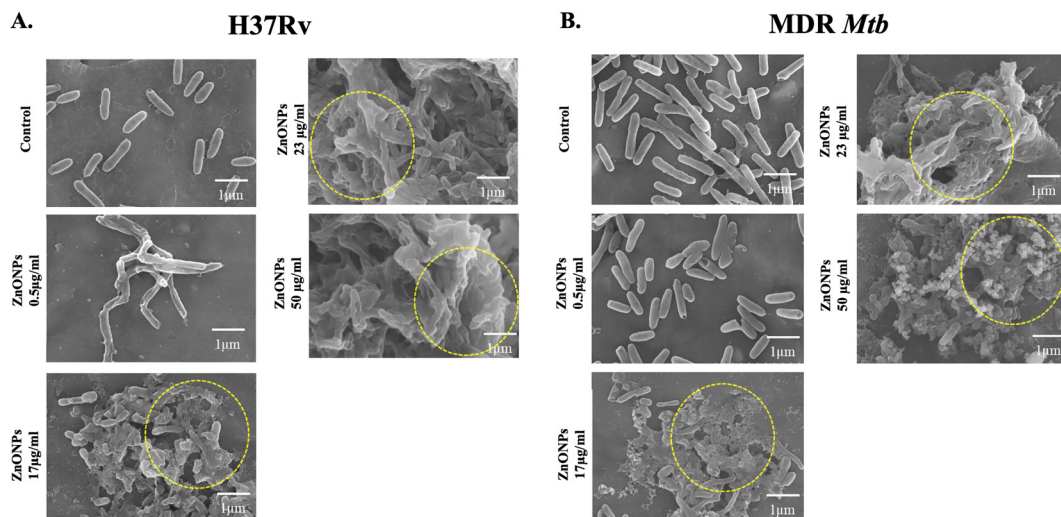 A.
H37Rv
Control
1µm
ZnONPs
23 µg/ml
1µm
ZnONPs
0.5µg/ml
1µm
ZnONPs
50 µg/ml
1µm
ZnONPs
17µg/ml
1µm
B.
MDR Mtb
Control
1µm
ZnONPs
23 µg/ml
1µm
ZnONPs
0.5µg/ml
1µm
ZnONPs
50 µg/ml
1µm
ZnONPs
17µg/ml
1µm